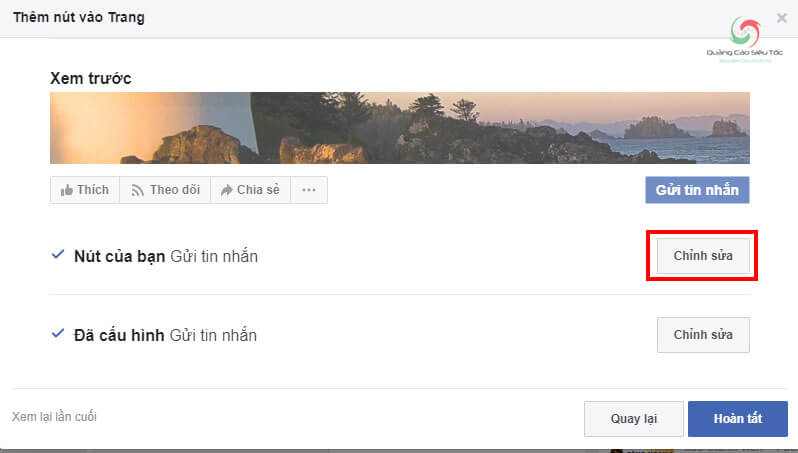 Thêm nút vào Trang
Quảng Cáo Siêu Tốc
Xem trước
Thích Theo dõi Chia sẻ ...
Gửi tin nhắn
Nút của bạn Gửi tin nhắn
Chỉnh sửa
Đã cấu hình Gửi tin nhắn
Chỉnh sửa
Xem lại lần cuối
Quay lại
Hoàn tất